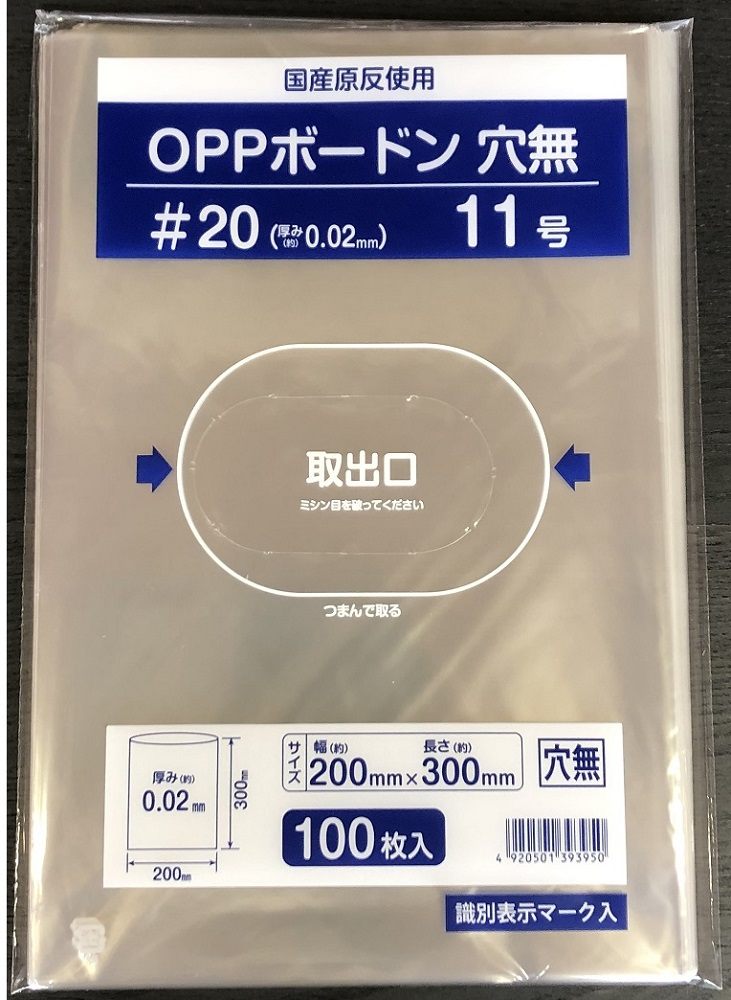 国産原反使用
OPPボードン 穴無
#20 (厚み(約)0.02mm) 11号
取出口
ミシン目を破ってください
つまんで取る
厚み(約)
0.02mm
300mm
200mm
サイズ
幅(約) 長さ(約)
200mm×300mm
穴無
100枚入
4 920501 393950
識別表示マーク入